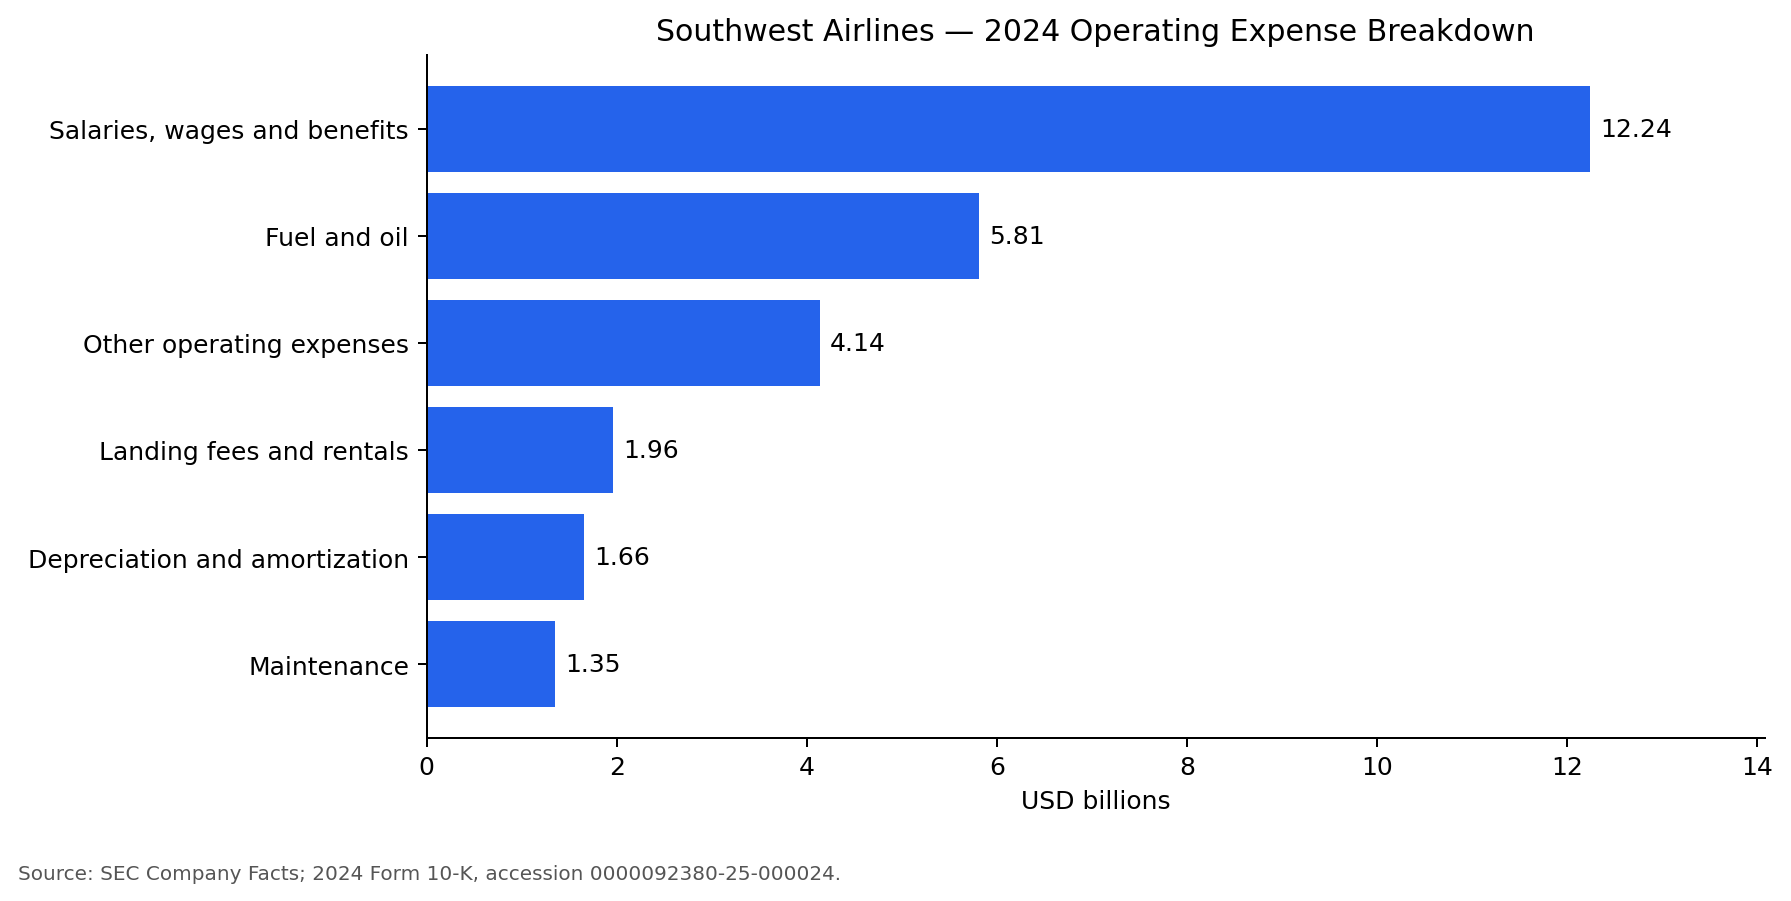 Southwest Airlines — 2024 Operating Expense Breakdown
Salaries, wages and benefits
12.24
Fuel and oil
5.81
Other operating expenses
4.14
Landing fees and rentals
1.96
Depreciation and amortization
1.66
Maintenance
1.35
0 2 4 6 8 10 12 14
USD billions
Source: SEC Company Facts; 2024 Form 10-K, accession 0000092380-25-000024.